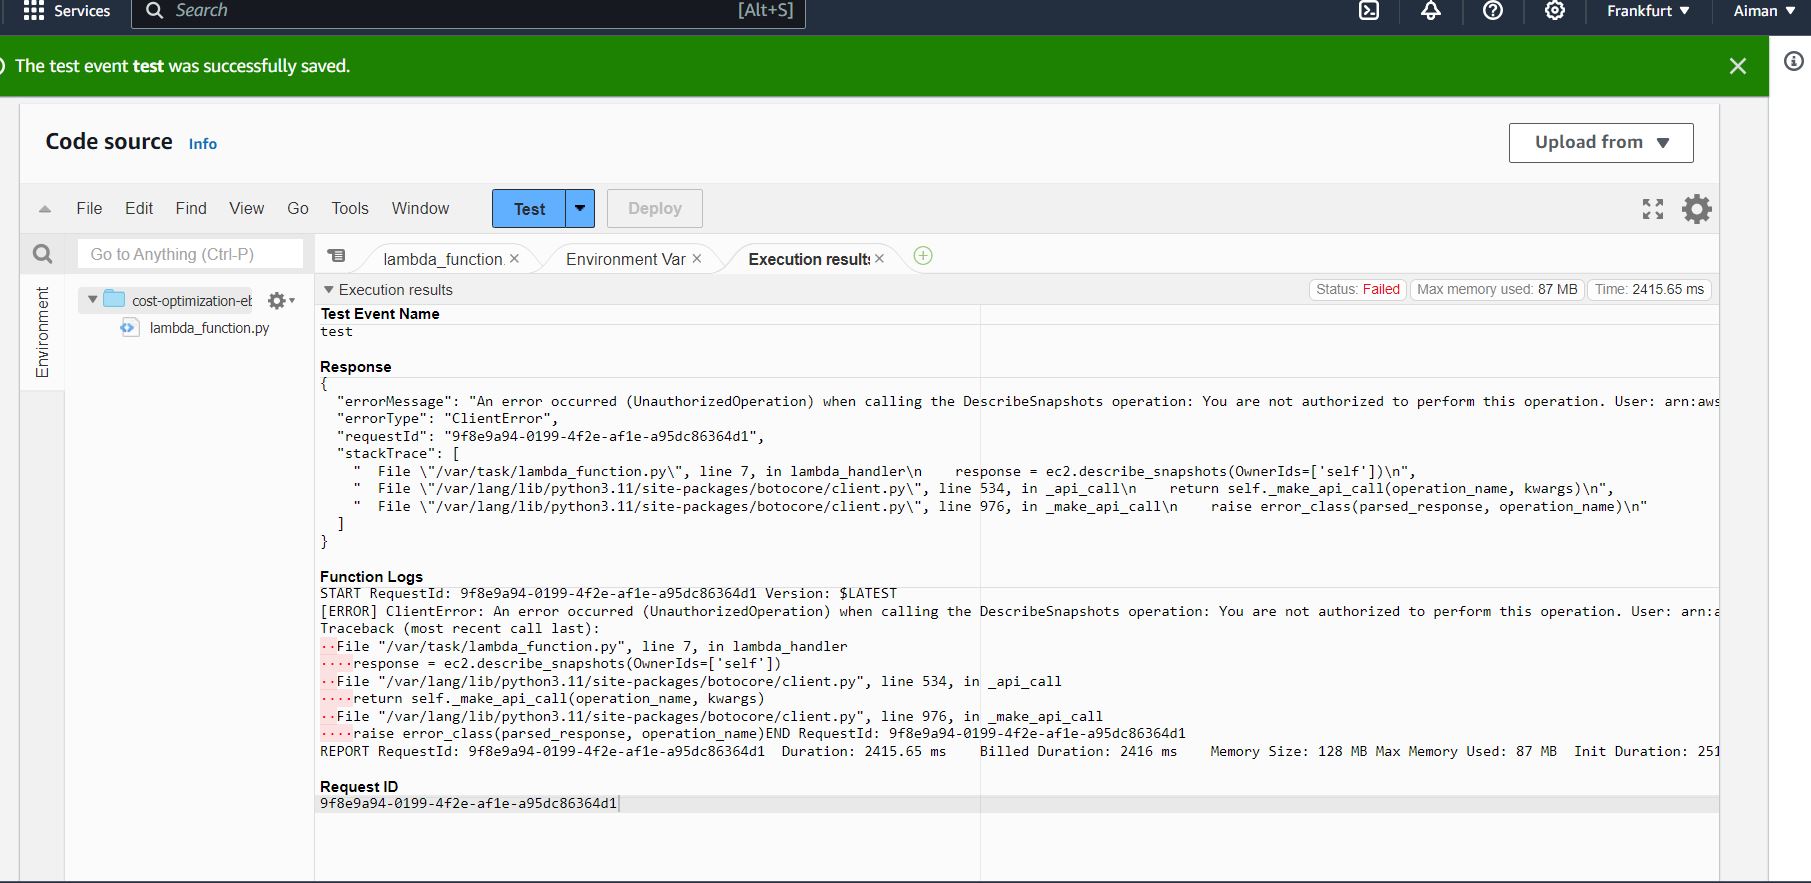 Services
Search
[Alt+S]
Frankfurt
Aiman
The test event test was successfully saved.
Code source Info
Upload from
File Edit Find View Go Tools Window
Test
Deploy
Go to Anything (Ctrl-P)
lambda_function.
Environment Var
Execution results
Environment
cost-optimization-eb
lambda_function.py
Execution results
Status: Failed
Max memory used: 87 MB
Time: 2415.65 ms
Test Event Name
test
Response
{
"errorMessage": "An error occurred (UnauthorizedOperation) when calling the DescribeSnapshots operation: You are not authorized to perform this operation. User: arn:aws
"errorType": "ClientError",
"requestId": "9f8e9a94-0199-4f2e-af1e-a95dc86364d1",
"stackTrace": [
"  File \"/var/task/lambda_function.py\", line 7, in lambda_handler\n    response = ec2.describe_snapshots(OwnerIds=['self'])\n",
"  File \"/var/lang/lib/python3.11/site-packages/botocore/client.py\", line 534, in _api_call\n    return self._make_api_call(operation_name, kwargs)\n",
"  File \"/var/lang/lib/python3.11/site-packages/botocore/client.py\", line 976, in _make_api_call\n    raise error_class(parsed_response, operation_name)\n"
]
}
Function Logs
START RequestId: 9f8e9a94-0199-4f2e-af1e-a95dc86364d1 Version: $LATEST
[ERROR] ClientError: An error occurred (UnauthorizedOperation) when calling the DescribeSnapshots operation: You are not authorized to perform this operation. User: arn:a
Traceback (most recent call last):
··File "/var/task/lambda_function.py", line 7, in lambda_handler
····response = ec2.describe_snapshots(OwnerIds=['self'])
··File "/var/lang/lib/python3.11/site-packages/botocore/client.py", line 534, in _api_call
····return self._make_api_call(operation_name, kwargs)
··File "/var/lang/lib/python3.11/site-packages/botocore/client.py", line 976, in _make_api_call
····raise error_class(parsed_response, operation_name)END RequestId: 9f8e9a94-0199-4f2e-af1e-a95dc86364d1
REPORT RequestId: 9f8e9a94-0199-4f2e-af1e-a95dc86364d1  Duration: 2415.65 ms    Billed Duration: 2416 ms    Memory Size: 128 MB Max Memory Used: 87 MB  Init Duration: 251
Request ID
9f8e9a94-0199-4f2e-af1e-a95dc86364d1